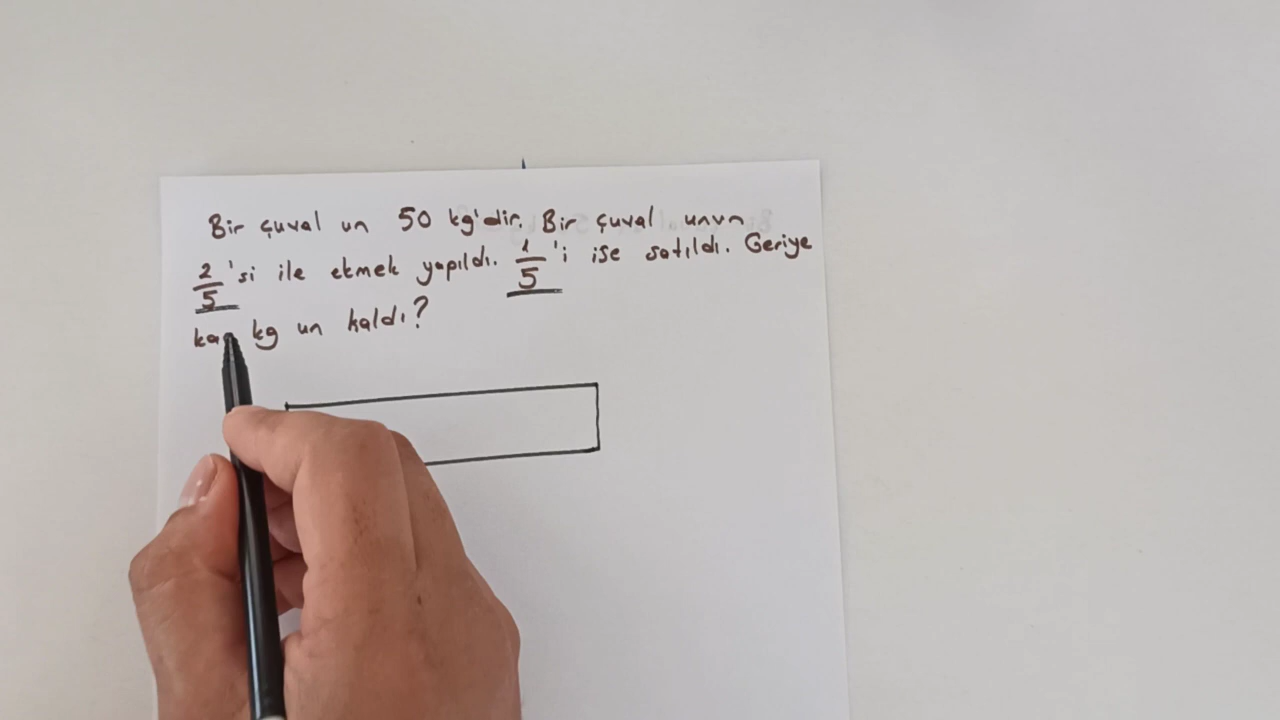 Bir çuval un 50 kg'dir. Bir çuval unun
2/5 'si ile ekmek yapıldı. 1/5 'i ise satıldı. Geriye
kg un kaldı?